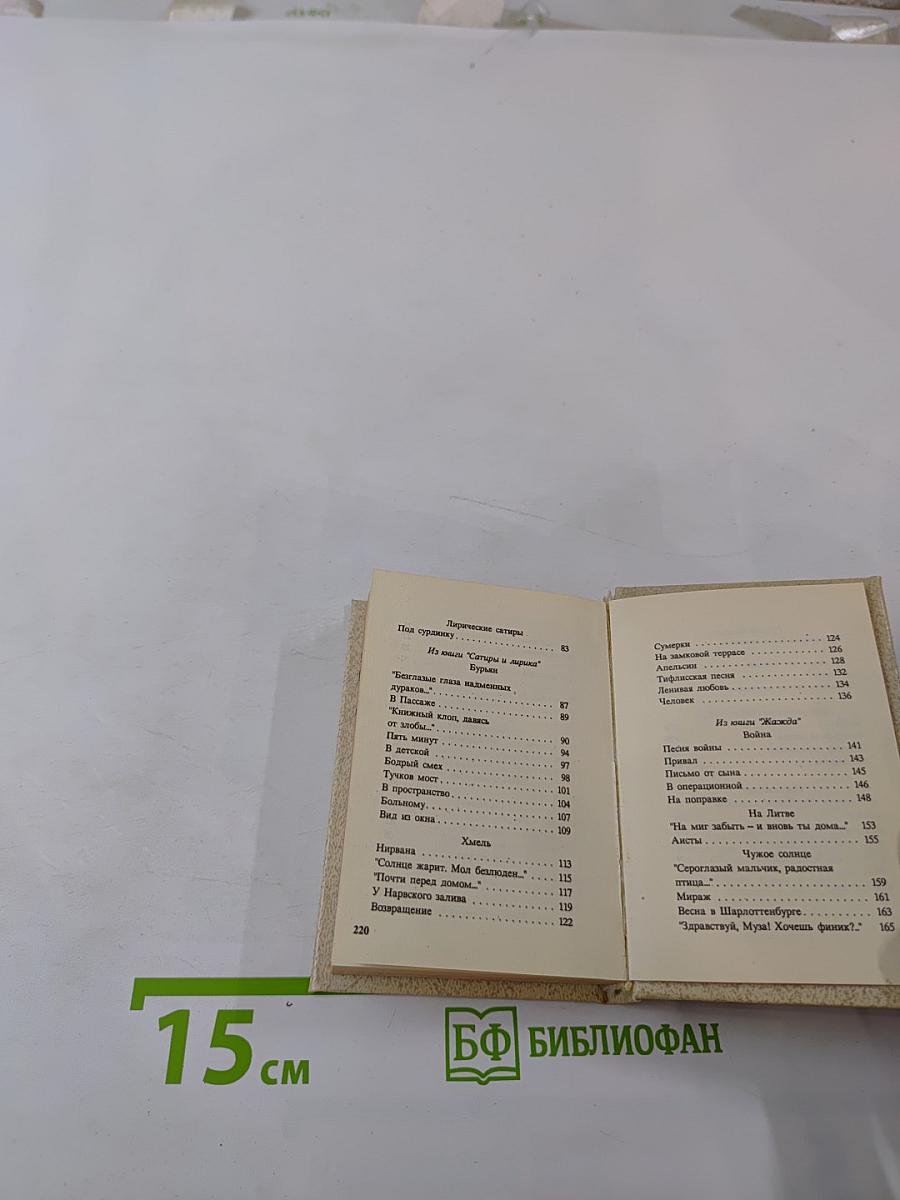 Лирические сатиры
Под сурдинку . . . . . . . . . . . . . . . . . 83
Из книги "Сатиры и лирика"
Бурьян
"Безглазые глаза надменных
дураков..." . . . . . . . . . . . . . . . . . . . 87
В Пассаже . . . . . . . . . . . . . . . . . . . 89
"Книжный клоп, давясь
от злобы..." . . . . . . . . . . . . . . . . . . 90
Пять минут . . . . . . . . . . . . . . . . . . 94
В детской . . . . . . . . . . . . . . . . . . . 97
Бодрый смех . . . . . . . . . . . . . . . . . 98
Тучков мост . . . . . . . . . . . . . . . . . . 101
В пространство . . . . . . . . . . . . . . . . 104
Больному . . . . . . . . . . . . . . . . . . . 107
Вид из окна . . . . . . . . . . . . . . . . . . 109
Хмель
Нирвана . . . . . . . . . . . . . . . . . . . . 113
"Солнце жарит. Мол безлюден..." . . . . . 115
"Почти перед домом..." . . . . . . . . . . . 117
У Нарвского залива . . . . . . . . . . . . . 119
Возвращение . . . . . . . . . . . . . . . . . 122
220
Сумерки . . . . . . . . . . . . . . . . . . . . 124
На замковой террасе . . . . . . . . . . . . 126
Апельсин . . . . . . . . . . . . . . . . . . . 128
Тифлисская песня . . . . . . . . . . . . . . 132
Ленивая любовь . . . . . . . . . . . . . . . 134
Человек . . . . . . . . . . . . . . . . . . . . 136
Из книги "Жажда"
Война
Песня войны . . . . . . . . . . . . . . . . . 141
Привал . . . . . . . . . . . . . . . . . . . . 143
Письмо от сына . . . . . . . . . . . . . . . 145
В операционной . . . . . . . . . . . . . . . 146
На поправке . . . . . . . . . . . . . . . . . 148
На Литве
"На миг забыть – и вновь ты дома..." 153
Аисты . . . . . . . . . . . . . . . . . . . . . 155
Чужое солнце
"Сероглазый мальчик, радостная
птица..." . . . . . . . . . . . . . . . . . . . . 159
Мираж . . . . . . . . . . . . . . . . . . . . . 161
Весна в Шарлоттенбурге . . . . . . . . . . 163
"Здравствуй, Муза! Хочешь финик?.." 165
15 см
БФ БИБЛИОФАН